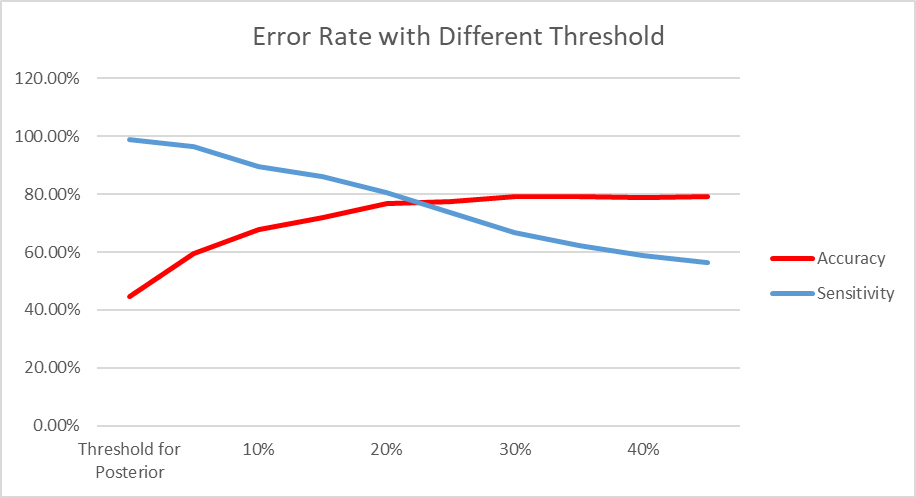 Error Rate with Different Threshold
120.00%
100.00%
80.00%
60.00%
40.00%
20.00%
0.00%
Threshold for
Posterior
10%
20%
30%
40%
Accuracy
Sensitivity